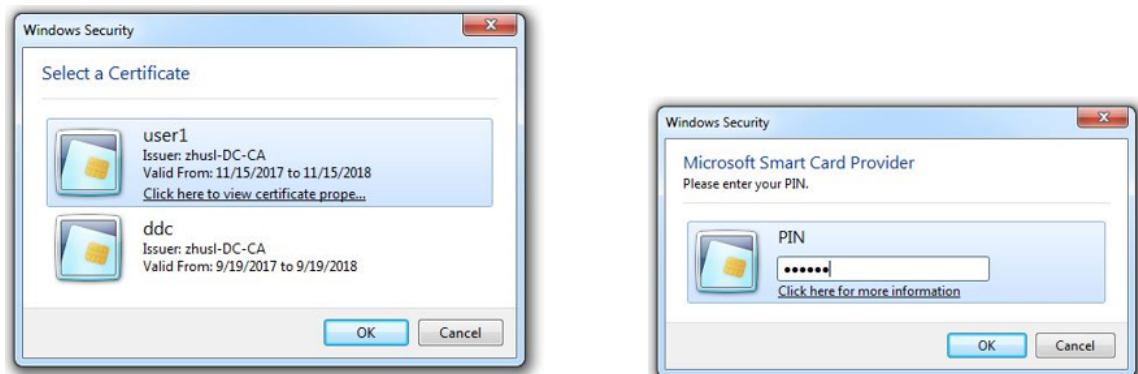 Windows Security
Select a Certificate
user1
Issuer: zhusl-DC-CA
Valid From: 11/15/2017 to 11/15/2018
Click here to view certificate prope...
ddc
Issuer: zhusl-DC-CA
Valid From: 9/19/2017 to 9/19/2018
OK
Cancel
Windows Security
Microsoft Smart Card Provider
Please enter your PIN.
PIN
••••••
Click here for more information
OK
Cancel